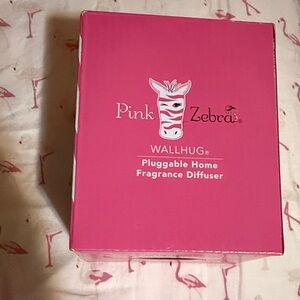 Pink Zebra®
WALLHUG®
Pluggable Home
Fragrance Diffuser